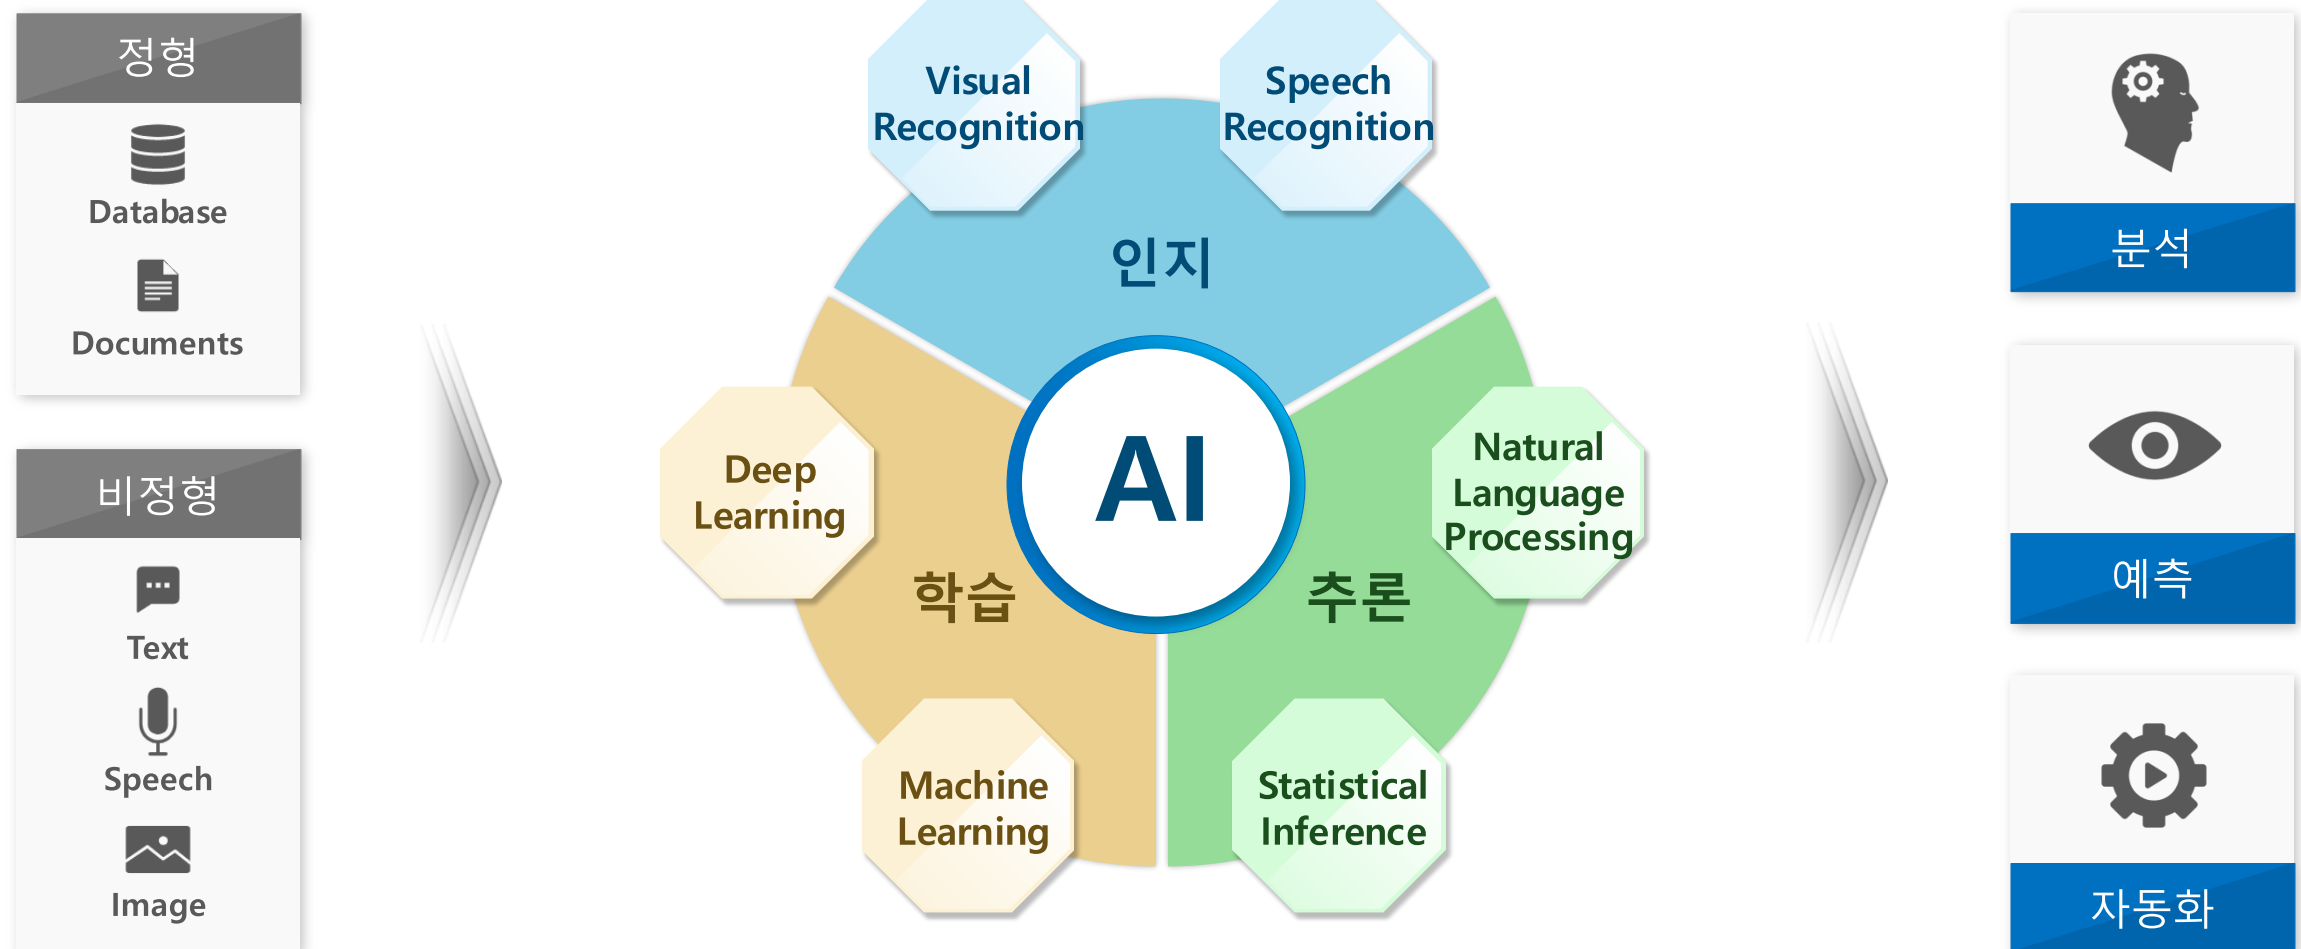 정형
Database
Documents
비정형
Text
Speech
Image
Visual
Recognition
Speech
Recognition
인지
AI
Deep
Learning
학습
Machine
Learning
Natural
Language
Processing
추론
Statistical
Inference
분석
예측
자동화